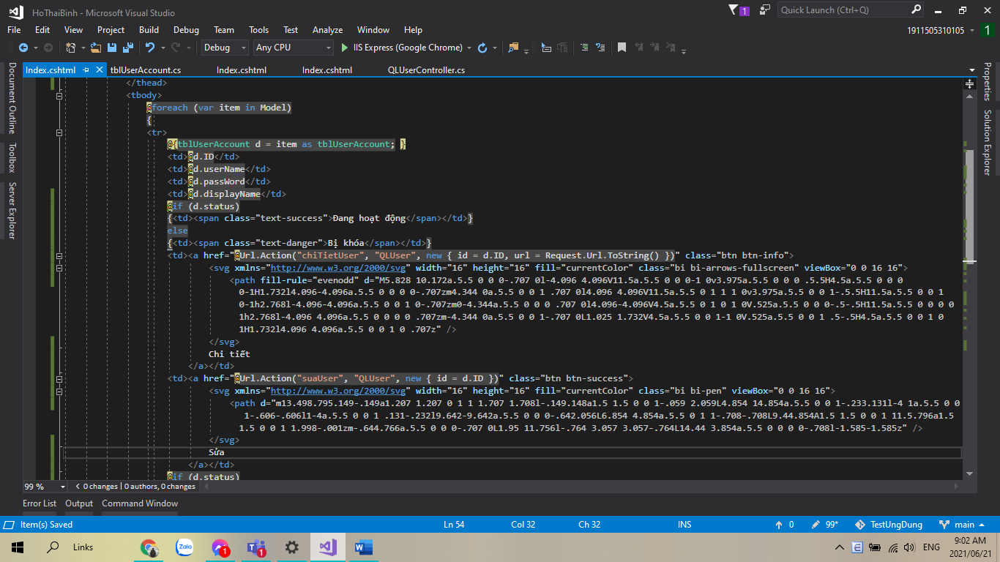 HoThaiBinh - Microsoft Visual Studio
1
Quick Launch (Ctrl+Q)
File Edit View Project Build Debug Team Tools Test Analyze Window Help
1911505310105
1
Debug Any CPU IIS Express (Google Chrome)
Index.cshtml tblUserAccount.cs Index.cshtml Index.cshtml QLUserController.cs
Document Outline
Toolbox
Server Explorer
Properties
Solution Explorer
</thead>
<tbody>
@foreach (var item in Model)
{
<tr>
@{tblUserAccount d = item as tblUserAccount; }
<td>@d.ID</td>
<td>@d.userName</td>
<td>@d.passWord</td>
<td>@d.displayName</td>
@if (d.status)
{<td><span class="text-success">Đang hoạt động</span></td>}
else
{<td><span class="text-danger">Bị khóa</span></td>}
<td><a href="@Url.Action("chiTietUser", "QLUser", new { id = d.ID, url = Request.Url.ToString() })" class="btn btn-info">
<svg xmlns="http://www.w3.org/2000/svg" width="16" height="16" fill="currentColor" class="bi bi-arrows-fullscreen" viewBox="0 0 16 16">
<path fill-rule="evenodd" d="M5.828 10.172a.5.5 0 0 0-.707 0l-4.096 4.096V11.5a.5.5 0 0 0-1 0v3.975a.5.5 0 0 0 .5.5H4.5a.5.5 0 0 0
0-1H1.732l4.096-4.096a.5.5 0 0 0 0-.707zm4.344 0a.5.5 0 0 1 .707 0l4.096 4.096V11.5a.5.5 0 1 1 1 0v3.975a.5.5 0 0 1-.5.5H11.5a.5.5 0 0 1
0-1h2.768l-4.096-4.096a.5.5 0 0 1 0-.707zm0-4.344a.5.5 0 0 0 .707 0l4.096-4.096V4.5a.5.5 0 1 0 1 0V.525a.5.5 0 0 0-.5-.5H11.5a.5.5 0 0 0 0
1h2.768l-4.096 4.096a.5.5 0 0 0 0 .707zm-4.344 0a.5.5 0 0 1-.707 0L1.025 1.732V4.5a.5.5 0 0 1-1 0V.525a.5.5 0 0 1 .5-.5H4.5a.5.5 0 0 1 0
1H1.732l4.096 4.096a.5.5 0 0 1 0 .707z" />
</svg>
Chi tiết
</a></td>
<td><a href="@Url.Action("suaUser", "QLUser", new { id = d.ID })" class="btn btn-success">
<svg xmlns="http://www.w3.org/2000/svg" width="16" height="16" fill="currentColor" class="bi bi-pen" viewBox="0 0 16 16">
<path d="m13.498.795.149-.149a1.207 1.207 0 1 1 1.707 1.708l-.149.148a1.5 1.5 0 0 1-.059 2.059L4.854 14.854a.5.5 0 0 1-.233.131l-4 1a.5.5 0 0
1-.606-.606l1-4a.5.5 0 0 1 .131-.232l9.642-9.642a.5.5 0 0 0-.642.056L6.854 4.854a.5.5 0 1 1-.708-.708L9.44.854A1.5 1.5 0 0 1 11.5.796a1.5
1.5 0 0 1 1.998-.001zm-.644.766a.5.5 0 0 0-.707 0L1.95 11.756l-.764 3.057 3.057-.764L14.44 3.854a.5.5 0 0 0 0-.708l-1.585-1.585z" />
</svg>
Sửa
</a></td>
@if (d.status)
99 % 0 changes | 0 authors, 0 changes
Error List Output Command Window
Item(s) Saved Ln 54 Col 32 Ch 32 INS 0 99* TestUngDung main
Links
Zalo
1
1
ENG
9:02 AM
2021/06/21